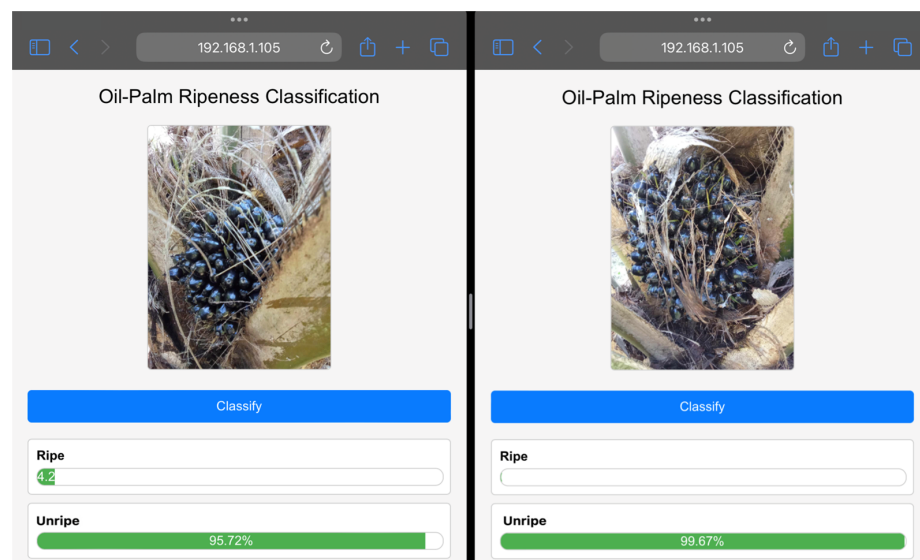 192.168.1.105
Oil-Palm Ripeness Classification
Classify
Ripe
4.2
Unripe
95.72%
192.168.1.105
Oil-Palm Ripeness Classification
Classify
Ripe
Unripe
99.67%